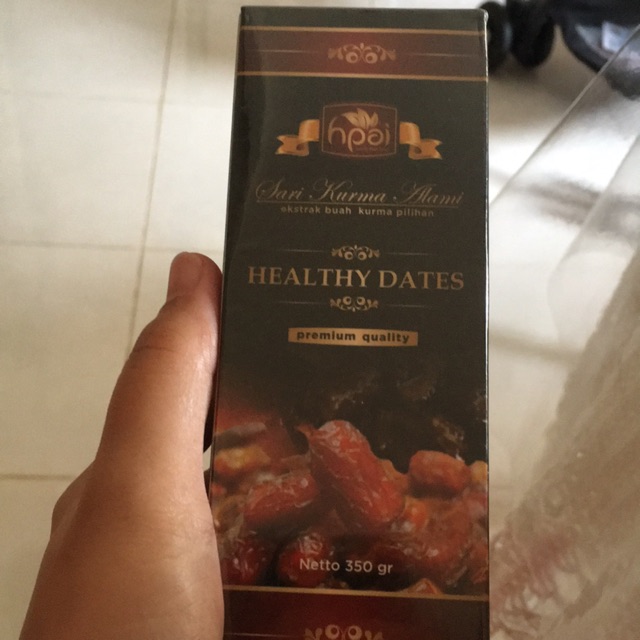 hpai
Sari Kurma Alami
ekstrak buah kurma pilihan
HEALTHY DATES
premium quality
Netto 350 gr